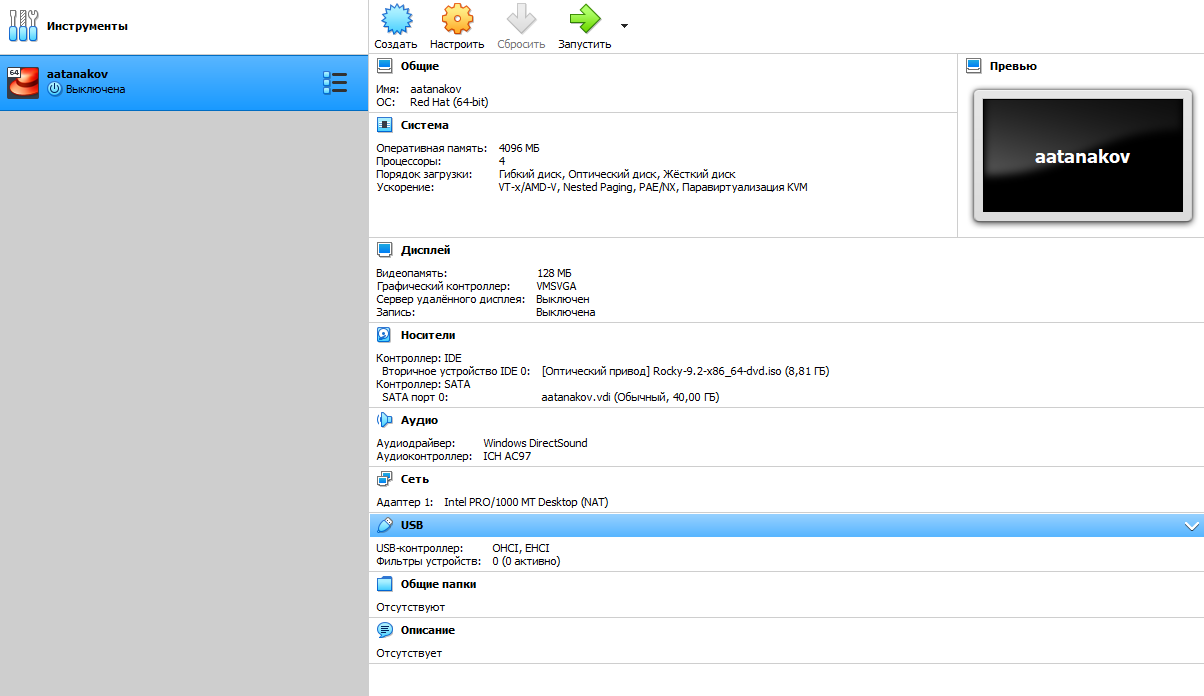 Инструменты
64
aatanakov
Выключена
Создать Настроить Сбросить Запустить
Общие
Имя: aatanakov
ОС: Red Hat (64-bit)
Превью
aatanakov
Система
Оперативная память: 4096 МБ
Процессоры: 4
Порядок загрузки: Гибкий диск, Оптический диск, Жёсткий диск
Ускорение: VT-x/AMD-V, Nested Paging, PAE/NX, Паравиртуализация KVM
Дисплей
Видеопамять: 128 МБ
Графический контроллер: VMSVGA
Сервер удалённого дисплея: Выключен
Запись: Выключена
Носители
Контроллер: IDE
Вторичное устройство IDE 0: [Оптический привод] Rocky-9.2-x86_64-dvd.iso (8,81 ГБ)
Контроллер: SATA
SATA порт 0: aatanakov.vdi (Обычный, 40,00 ГБ)
Аудио
Аудиодрайвер: Windows DirectSound
Аудиоконтроллер: ICH AC97
Сеть
Адаптер 1: Intel PRO/1000 MT Desktop (NAT)
USB
USB-контроллер: OHCI, EHCI
Фильтры устройств: 0 (0 активно)
Общие папки
Отсутствуют
Описание
Отсутствует